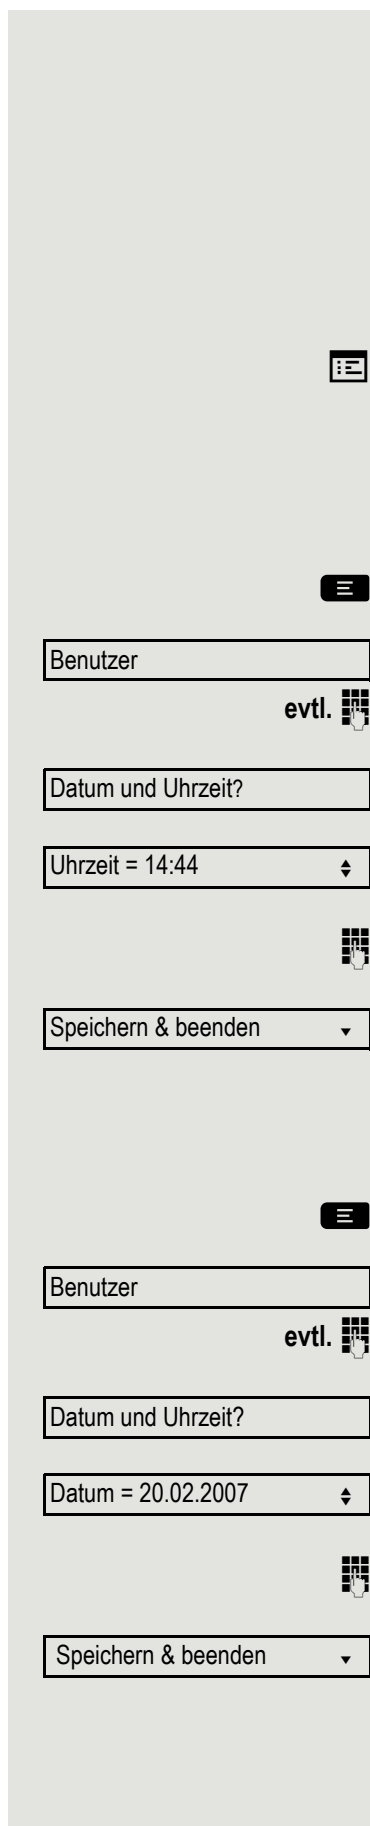 Benutzer
evtl.
Datum und Uhrzeit?
Uhrzeit = 14:44
Speichern & beenden
Benutzer
evtl.
Datum und Uhrzeit?
Datum = 20.02.2007
Speichern & beenden